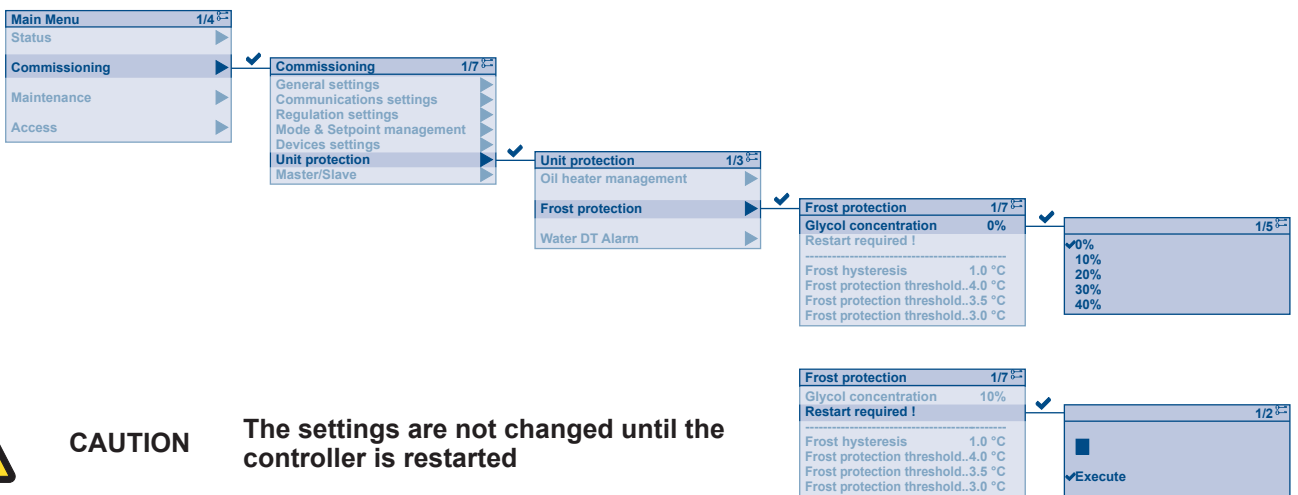 Main Menu 1/4
Status
Commissioning
Maintenance
Access
Commissioning 1/7
General settings
Communications settings
Regulation settings
Mode & Setpoint management
Devices settings
Unit protection
Master/Slave
Unit protection 1/3
Oil heater management
Frost protection
Water DT Alarm
Frost protection 1/7
Glycol concentration 0%
Restart required !
--------------------------------------------
Frost hysteresis 1.0 °C
Frost protection threshold..4.0 °C
Frost protection threshold..3.5 °C
Frost protection threshold..3.0 °C
1/5
0%
10%
20%
30%
40%
CAUTION
The settings are not changed until the
controller is restarted
Frost protection 1/7
Glycol concentration 10%
Restart required !
--------------------------------------------
Frost hysteresis 1.0 °C
Frost protection threshold..4.0 °C
Frost protection threshold..3.5 °C
Frost protection threshold..3.0 °C
1/2
Execute